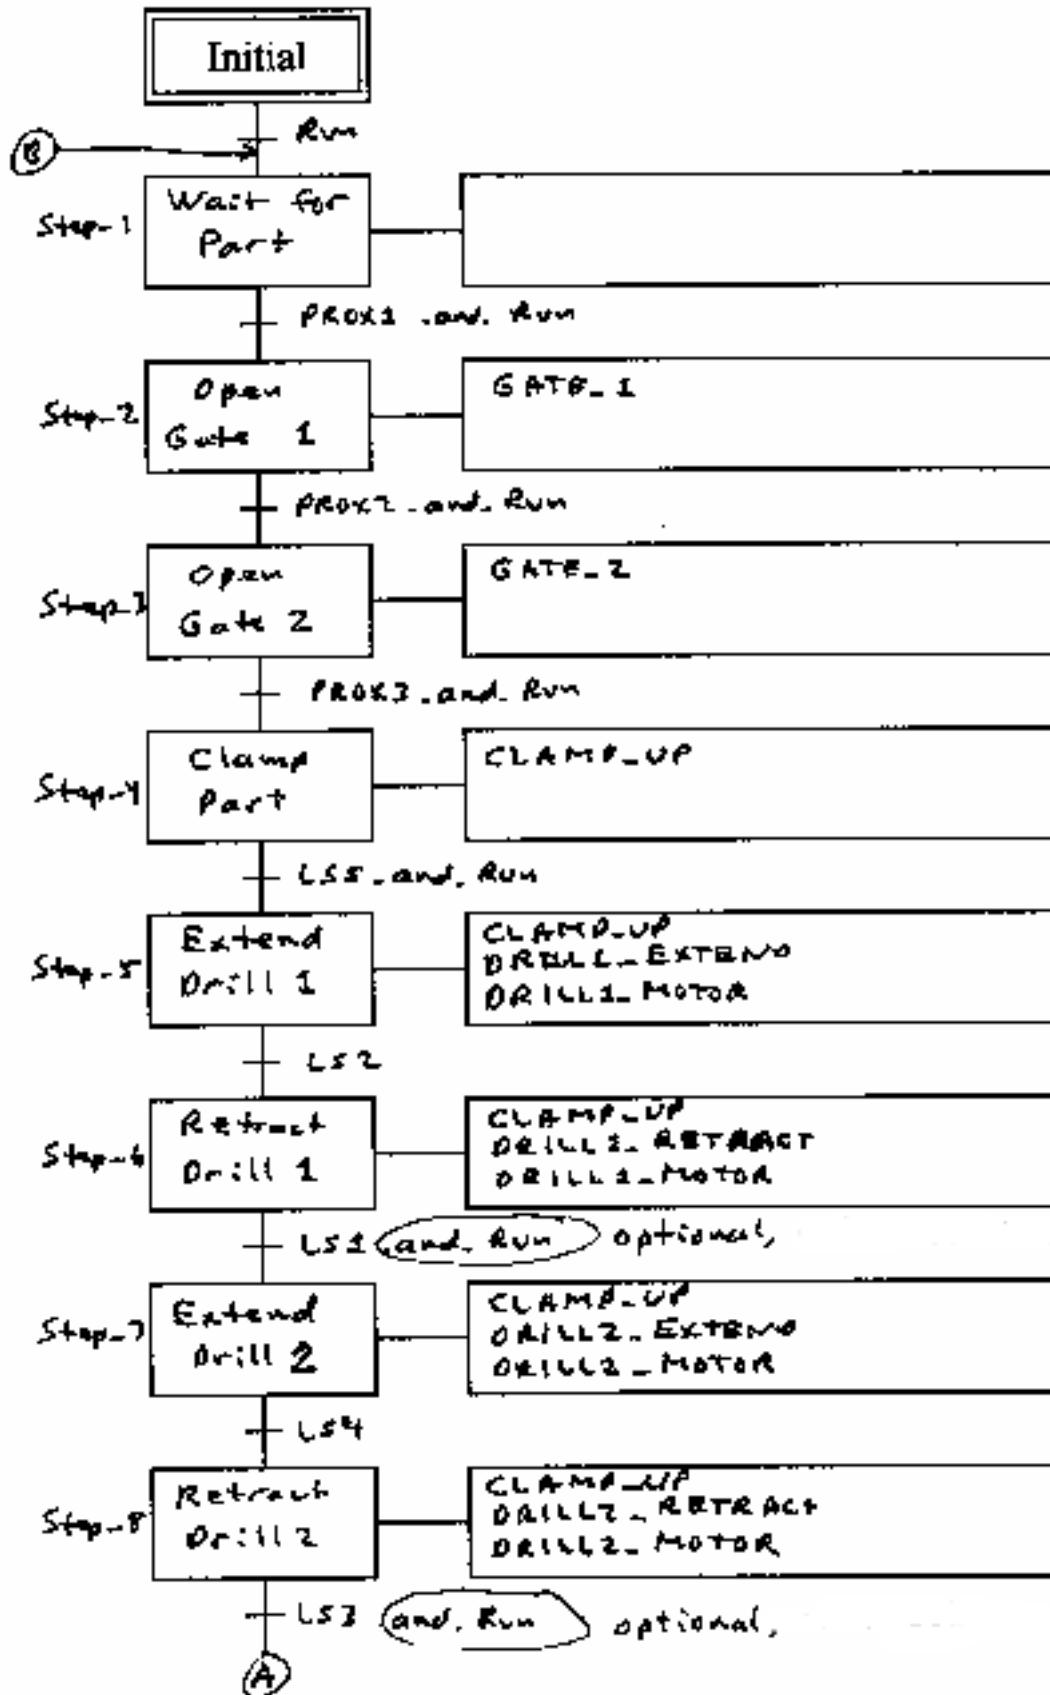 Initial
Run
B
Step-1
Wait for
Part
PROX1 .and. Run
Step-2
Open
Gate 1
GATE_1
PROX2 .and. Run
Step-3
Open
Gate 2
GATE_2
PROX3 .and. Run
Step-4
Clamp
Part
CLAMP_UP
LS5 .and. Run
Step-5
Extend
Drill 1
CLAMP_UP
DRILL1_EXTEND
DRILL1_MOTOR
LS2
Step-6
Retract
Drill 1
CLAMP_UP
DRILL1_RETRACT
DRILL1_MOTOR
LS1 .and. Run optional,
Step-7
Extend
Drill 2
CLAMP_UP
DRILL2_EXTEND
DRILL2_MOTOR
LS4
Step-8
Retract
Drill 2
CLAMP_UP
DRILL2_RETRACT
DRILL2_MOTOR
LS3 .and. Run optional,
A